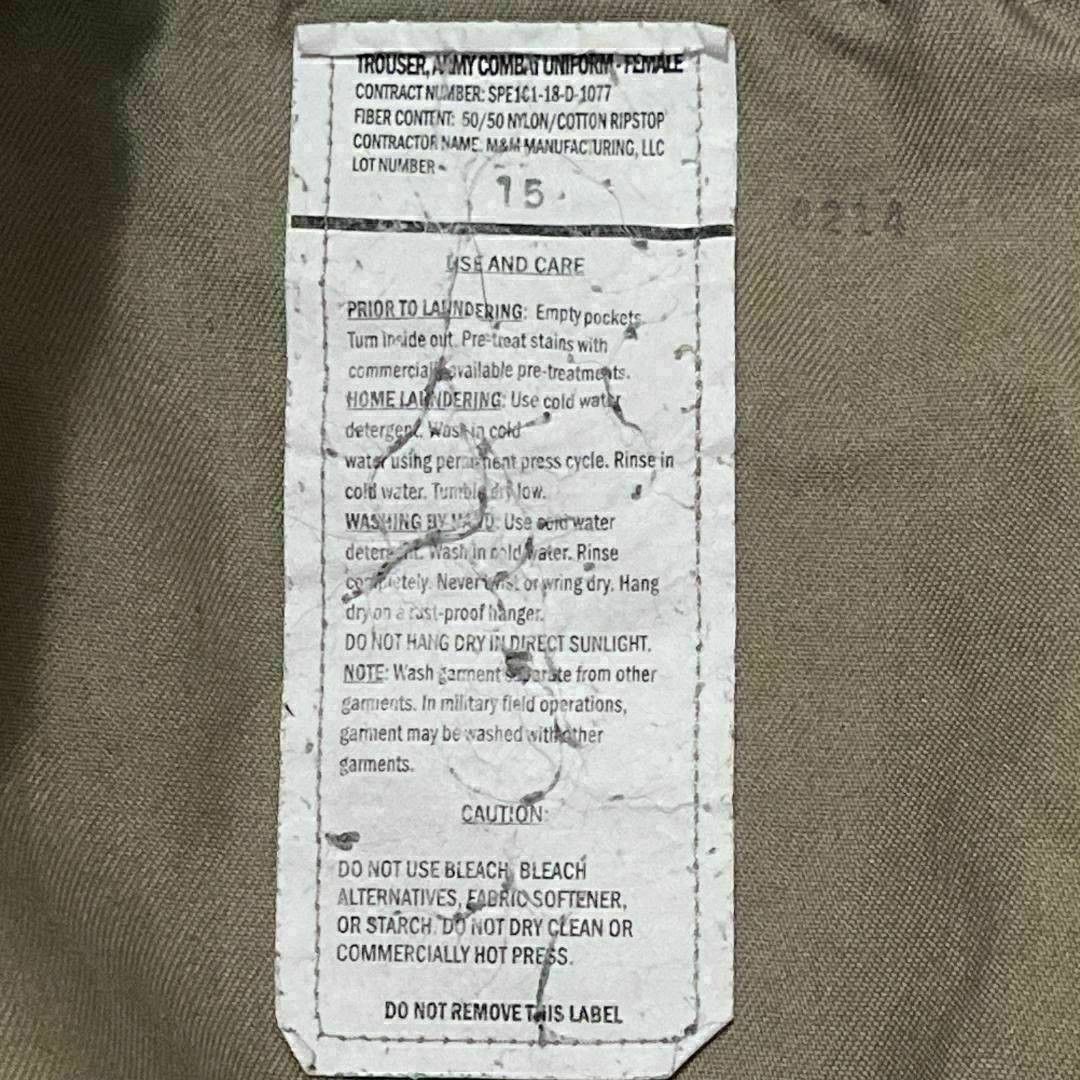 TROUSER, ARMY COMBAT UNIFORM - FEMALE
CONTRACT NUMBER: SPE1C1-18-D-1077
FIBER CONTENT: 50/50 NYLON/COTTON RIPSTOP
CONTRACTOR NAME: M&M MANUFACTURING, LLC
LOT NUMBER -
15
USE AND CARE
PRIOR TO LAUNDERING: Empty pockets.
Turn inside out. Pre-treat stains with
commercially available pre-treatments.
HOME LAUNDERING: Use cold water
detergent. Wash in cold
water using permanent press cycle. Rinse in
cold water. Tumble dry low.
WASHING BY HAND: Use cold water
detergent. Wash in cold water. Rinse
completely. Never twist or wring dry. Hang
dry on a rust-proof hanger.
DO NOT HANG DRY IN DIRECT SUNLIGHT.
NOTE: Wash garment separate from other
garments. In military field operations,
garment may be washed with other
garments.
CAUTION:
DO NOT USE BLEACH, BLEACH
ALTERNATIVES, FABRIC SOFTENER,
OR STARCH. DO NOT DRY CLEAN OR
COMMERCIALLY HOT PRESS.
DO NOT REMOVE THIS LABEL